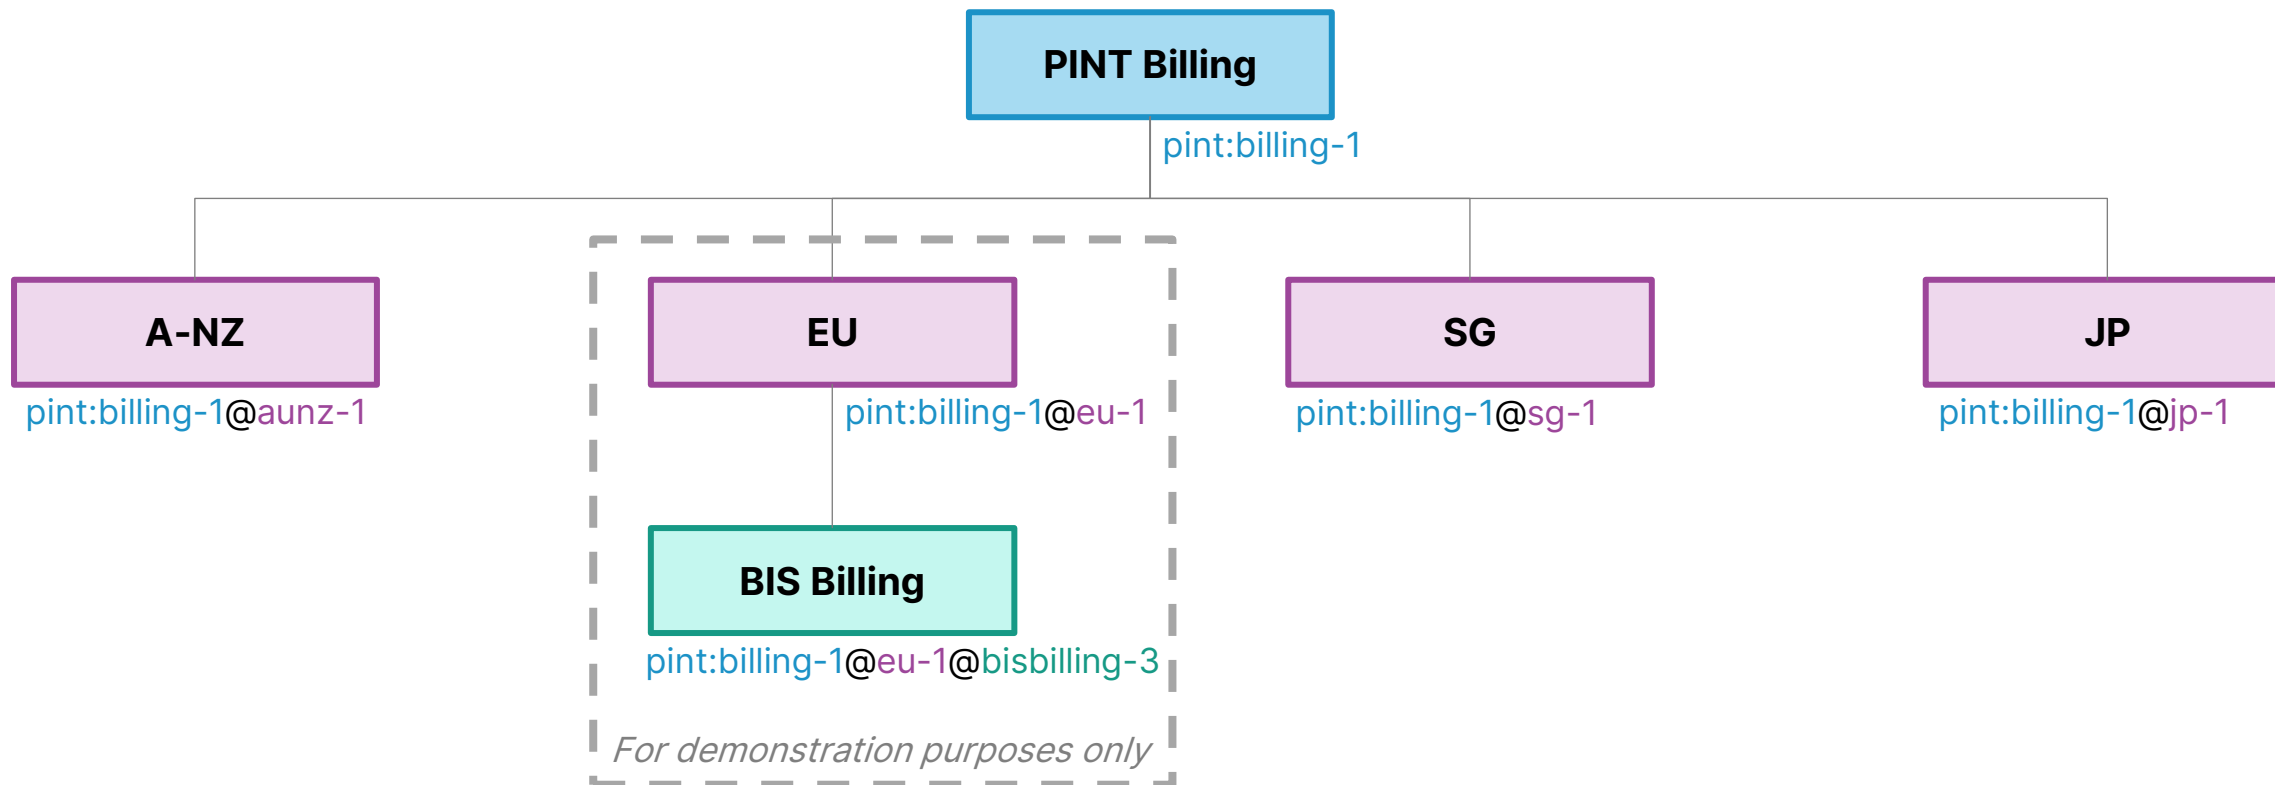 PINT Billing
pint:billing-1
A-NZ
EU
SG
JP
pint:billing-1@aunz-1
pint:billing-1@eu-1
pint:billing-1@sg-1
pint:billing-1@jp-1
BIS Billing
pint:billing-1@eu-1@bisbilling-3
For demonstration purposes only